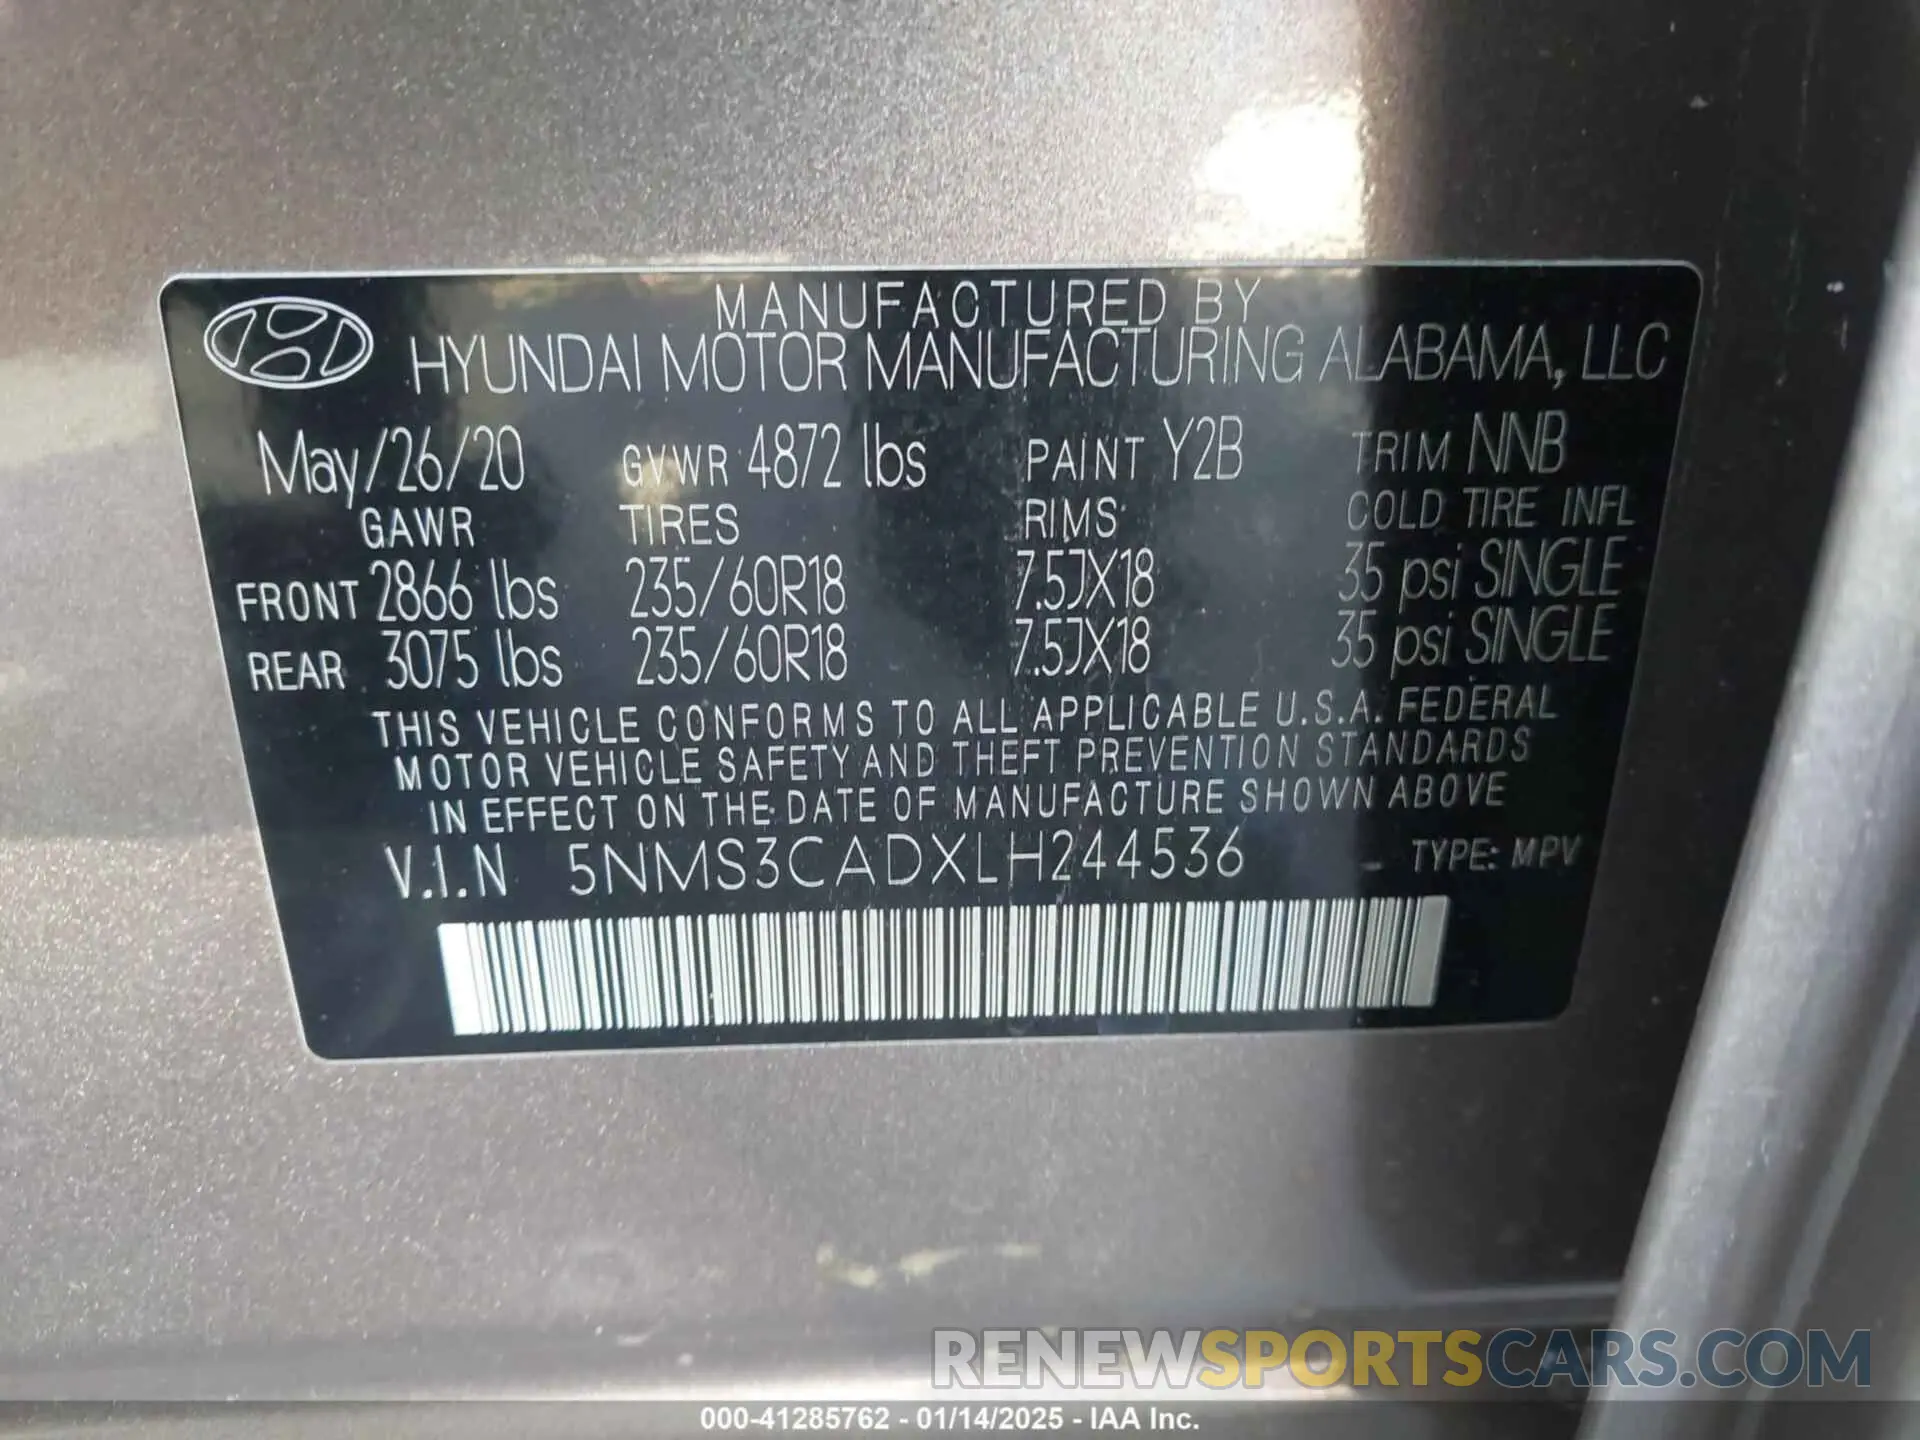 MANUFACTURED BY
HYUNDAI MOTOR MANUFACTURING ALABAMA, LLC
May/26/20 GVWR 4872 lbs PAINT Y2B TRIM NNB
GAWR TIRES RIMS COLD TIRE INFL
FRONT 2866 lbs 235/60R18 7.5JX18 35 psi SINGLE
REAR 3075 lbs 235/60R18 7.5JX18 35 psi SINGLE
THIS VEHICLE CONFORMS TO ALL APPLICABLE U.S.A. FEDERAL
MOTOR VEHICLE SAFETY AND THEFT PREVENTION STANDARDS
IN EFFECT ON THE DATE OF MANUFACTURE SHOWN ABOVE
V.I.N 5NMS3CADXLH244536 - TYPE: MPV
RENEWSPORTSCARS.COM
000-41285762 - 01/14/2025 - IAA Inc.